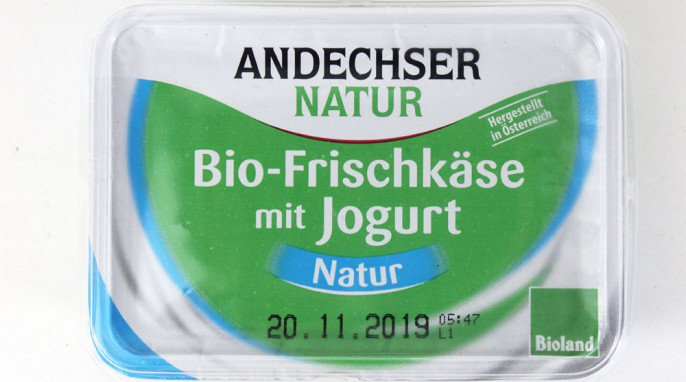 ANDECHSER
NATUR
Hergestellt
in Österreich
Bio-Frischkäse
mit Jogurt
Natur
20.11.2019 05:47
L1
Bioland